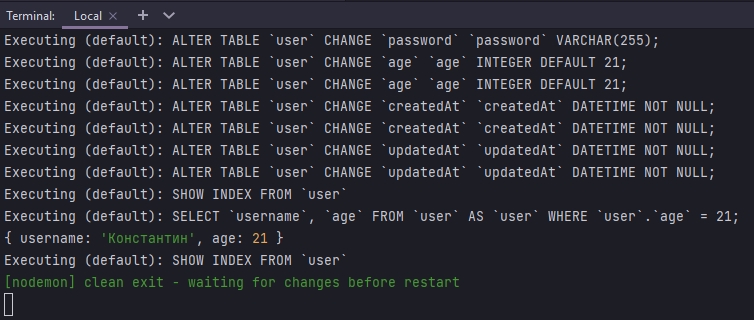 Terminal: Local × + ∨
Executing (default): ALTER TABLE `user` CHANGE `password` `password` VARCHAR(255);
Executing (default): ALTER TABLE `user` CHANGE `age` `age` INTEGER DEFAULT 21;
Executing (default): ALTER TABLE `user` CHANGE `age` `age` INTEGER DEFAULT 21;
Executing (default): ALTER TABLE `user` CHANGE `createdAt` `createdAt` DATETIME NOT NULL;
Executing (default): ALTER TABLE `user` CHANGE `createdAt` `createdAt` DATETIME NOT NULL;
Executing (default): ALTER TABLE `user` CHANGE `updatedAt` `updatedAt` DATETIME NOT NULL;
Executing (default): ALTER TABLE `user` CHANGE `updatedAt` `updatedAt` DATETIME NOT NULL;
Executing (default): SHOW INDEX FROM `user`
Executing (default): SELECT `username`, `age` FROM `user` AS `user` WHERE `user`.`age` = 21;
{ username: 'Константин', age: 21 }
Executing (default): SHOW INDEX FROM `user`
[nodemon] clean exit - waiting for changes before restart